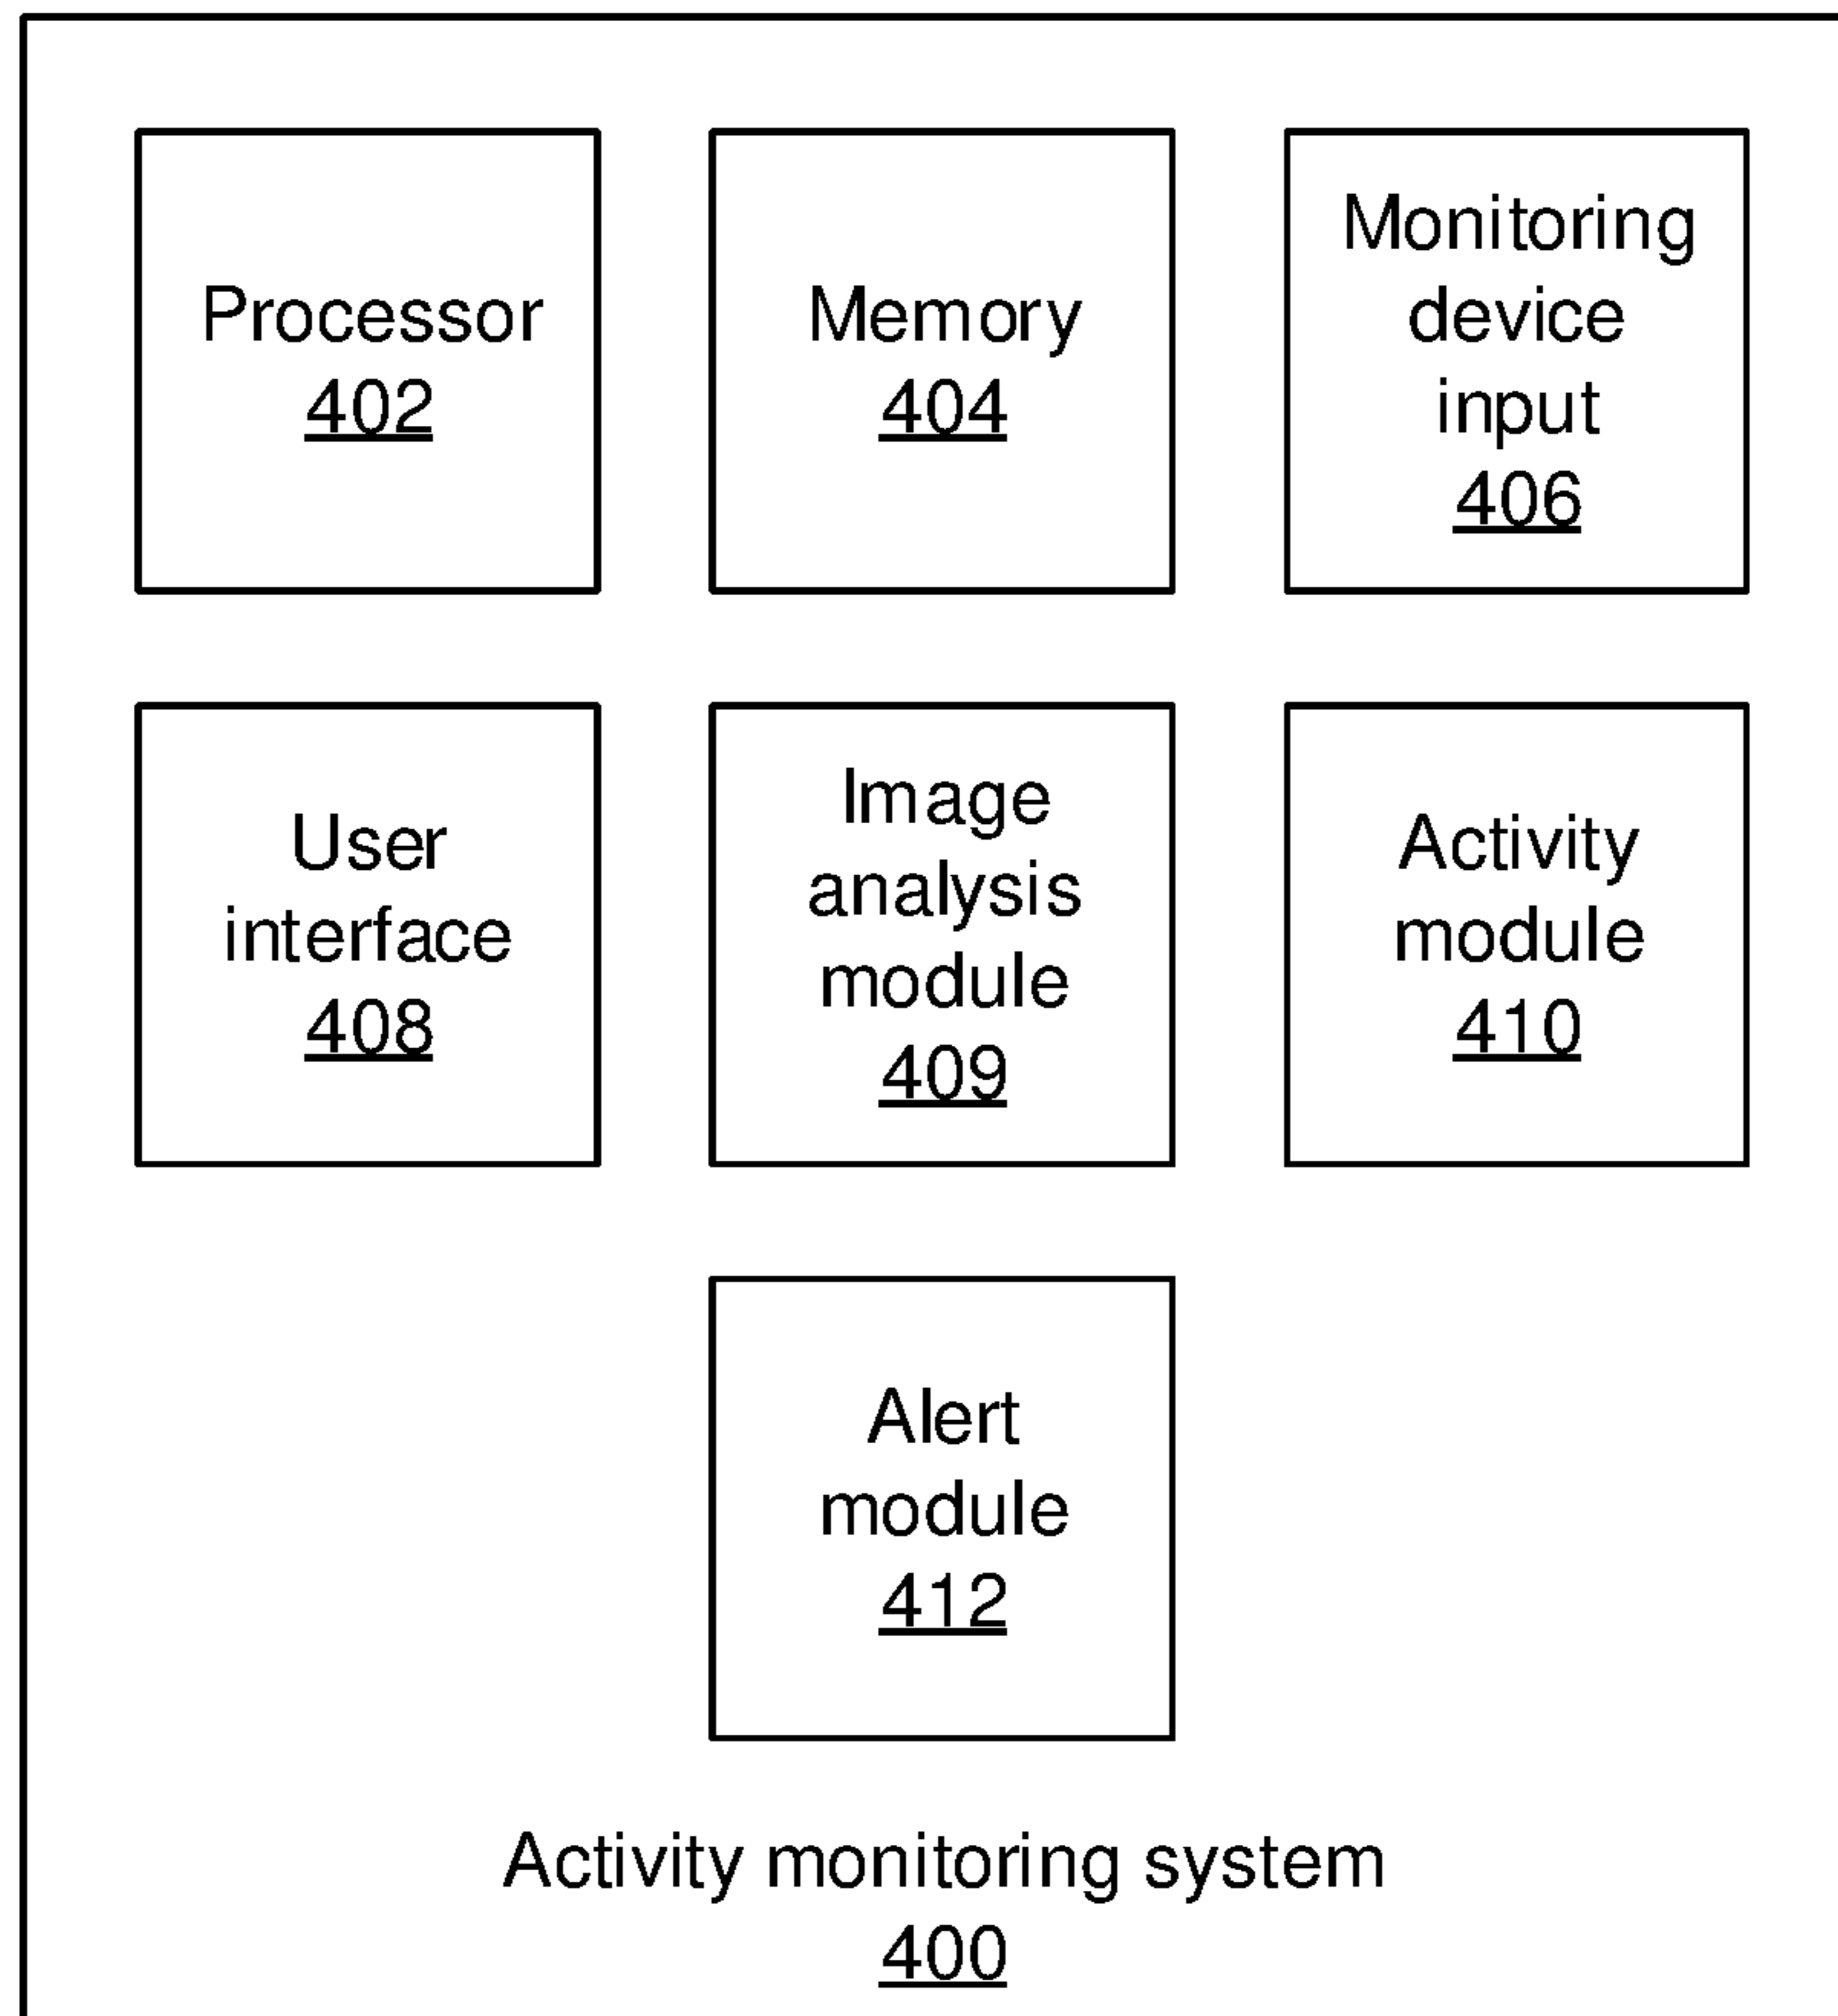 Processor
402
Memory
404
Monitoring
device
input
406
User
interface
408
Image
analysis
module
409
Activity
module
410
Alert
module
412
Activity monitoring system
400